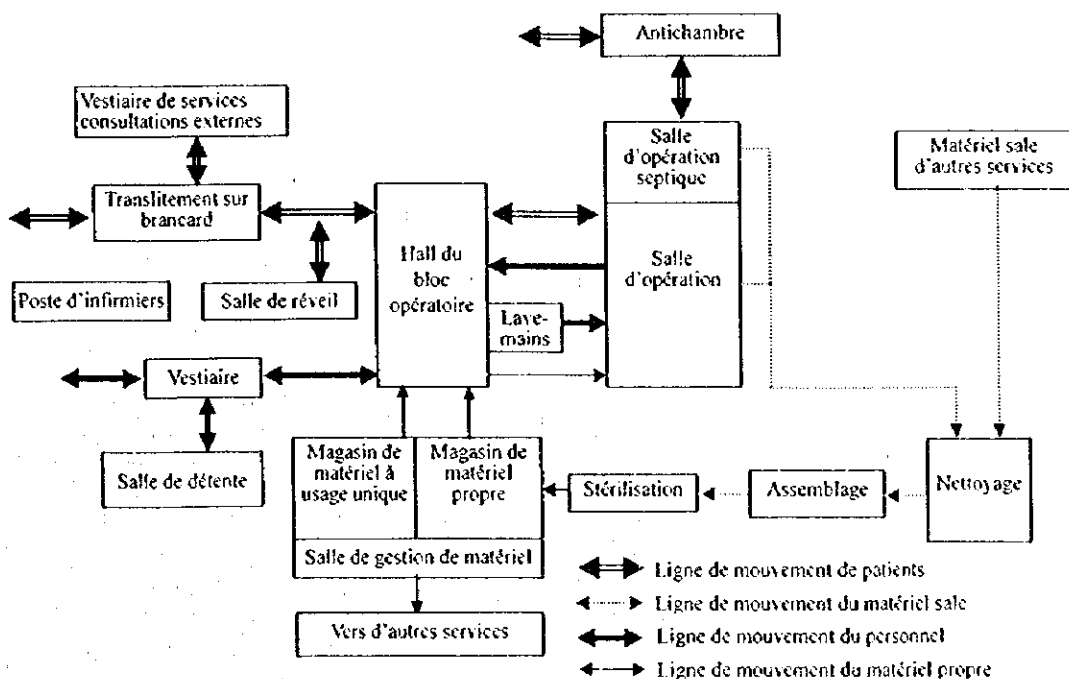 Antichambre
Vestiaire de services
consultations externes
Salle
d'opération
septique
Matériel sale
d'autres services
Translitement sur
brancard
Hall du
bloc
opératoire
Salle
d'opération
Poste d'infirmiers
Salle de réveil
Lave-
mains
Vestiaire
Salle de détente
Magasin de
matériel à
usage unique
Magasin de
matériel
propre
Stérilisation
Assemblage
Nettoyage
Salle de gestion de matériel
Vers d'autres services
Ligne de mouvement de patients
Ligne de mouvement du matériel sale
Ligne de mouvement du personnel
Ligne de mouvement du matériel propre